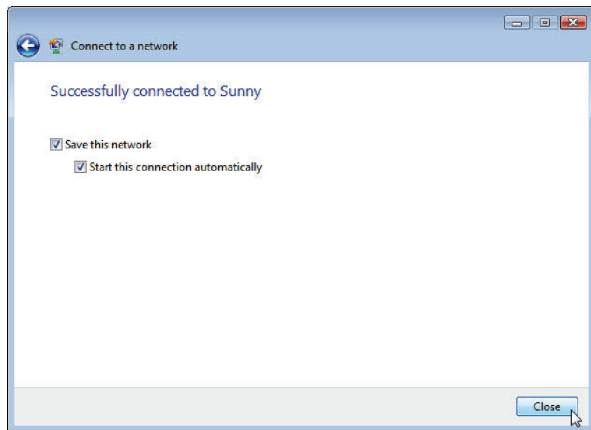 Connect to a network
Successfully connected to Sunny
Save this network
Start this connection automatically
Close